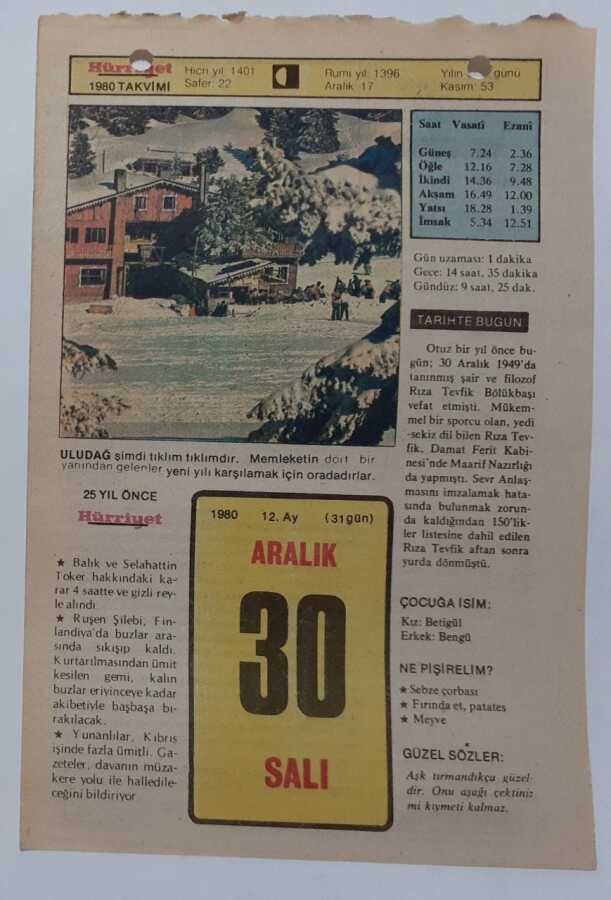 Hürriyet
1980 TAKVİMİ
Hicri yıl: 1401
Safer: 22
Rumi yıl: 1396
Aralık 17
Yılın günü
Kasım: 53
Saat Vasati Ezani
Güneş 7.24 2.36
Öğle 12.16 7.28
İkindi 14.36 9.48
Akşam 16.49 12.00
Yatsı 18.28 1.39
İmsak 5.34 12.51
Gün uzaması: 1 dakika
Gece: 14 saat, 35 dakika
Gündüz: 9 saat, 25 dak.
TARİHTE BUGÜN
Otuz bir yıl önce bu-
gün; 30 Aralık 1949'da
tanınmış şair ve filozof
Rıza Tevfik Bölükbaşı
vefat etmişti. Mükem-
mel bir sporcu olan, yedi
-sekiz dil bilen Rıza Tev-
fik, Damat Ferit Kabi-
nesi'nde Maarif Nazırlığı
da yapmıştı. Sevr Anlaş-
masını imzalamak hata-
sında bulunmak zorun-
da kaldığından 150'lik-
ler listesine dahil edilen
Rıza Tevfik aftan sonra
yurda dönmüştü.
ULUDAĞ şimdi tıklım tıklımdır. Memleketin dört bir
yanından gelenler yeni yılı karşılamak için oradadırlar.
25 YIL ÖNCE
Hürriyet
★ Balık ve Selahattin
Toker hakkındaki ka-
rar 4 saatte ve gizli rey-
le alındı
★ Ruşen Şilebi, Fin-
landiya'da buzlar ara-
sında sıkışıp kaldı.
Kurtarılmasından ümit
kesilen gemi, kalın
buzlar eriyinceye kadar
akibetiyle başbaşa bı-
rakılacak.
★ Yunanlılar, Kıbrıs
işinde fazla ümitli. Ga-
zeteler, davanın müza-
kere yolu ile halledile-
ceğini bildiriyor
1980 12. Ay (31 gün)
ARALIK
30
SALI
ÇOCUĞA İSİM:
Kız: Betigül
Erkek: Bengü
NE PİŞİRELİM?
★ Sebze çorbası
★ Fırında et, patates
★ Meyve
GÜZEL SÖZLER:
Aşk tırmandıkça güzel-
dir. Onu aşağı çektiniz
mi kıymeti kalmaz.